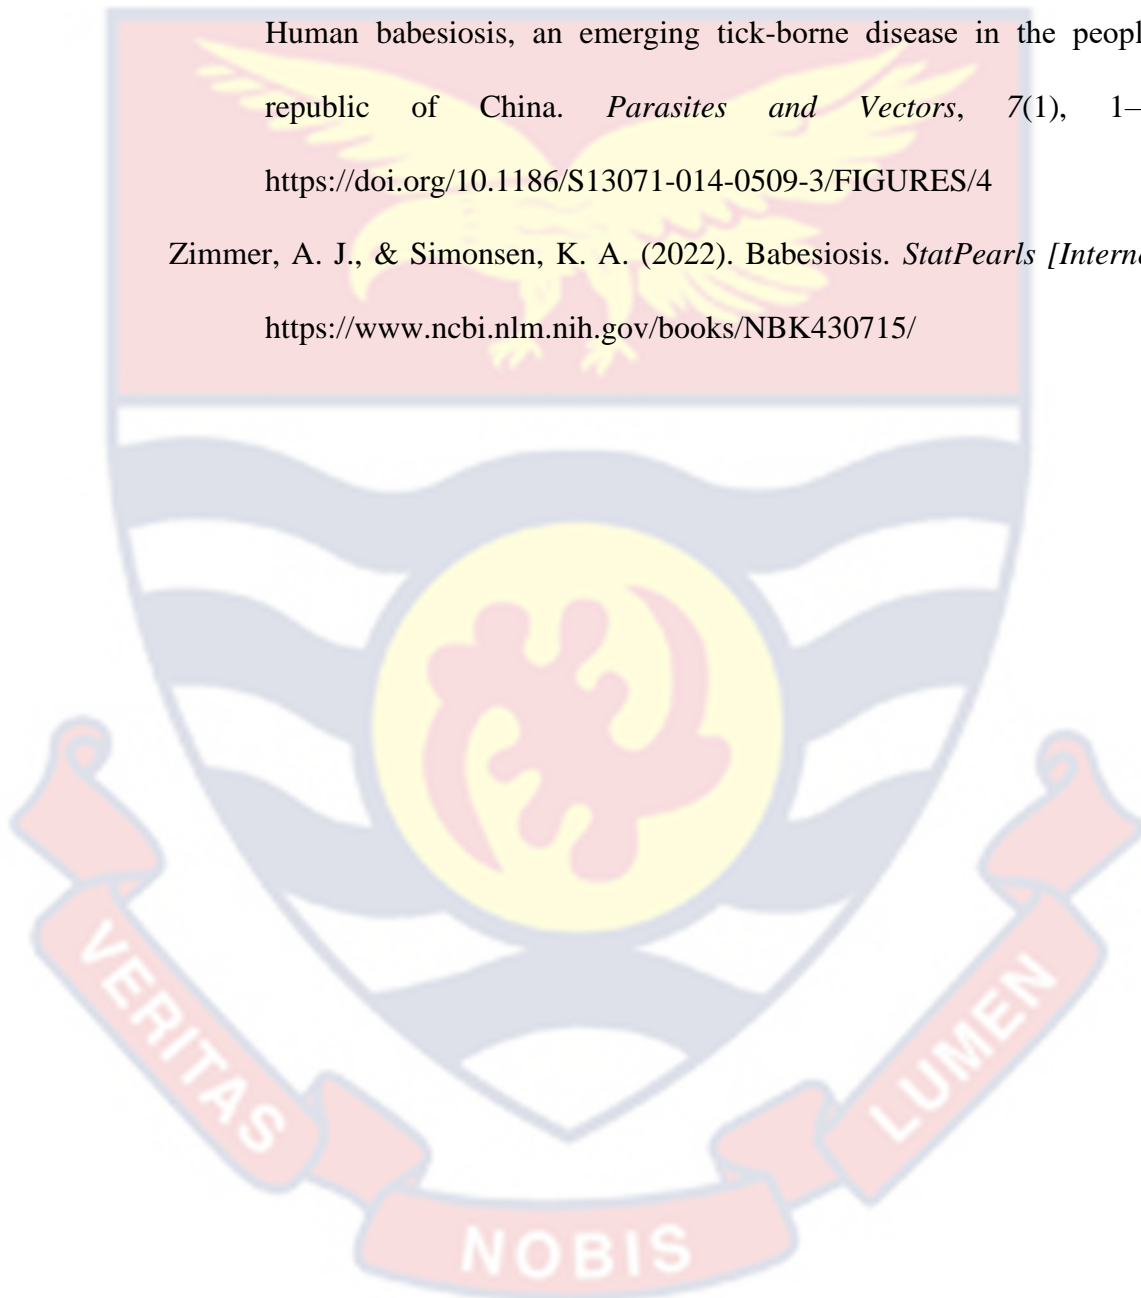 Human babesiosis, an emerging tick-borne disease in the peopl
republic of China. Parasites and Vectors, 7(1), 1–
https://doi.org/10.1186/S13071-014-0509-3/FIGURES/4
Zimmer, A. J., & Simonsen, K. A. (2022). Babesiosis. StatPearls [Interne
https://www.ncbi.nlm.nih.gov/books/NBK430715/
VERITAS
NOBIS
LUMEN